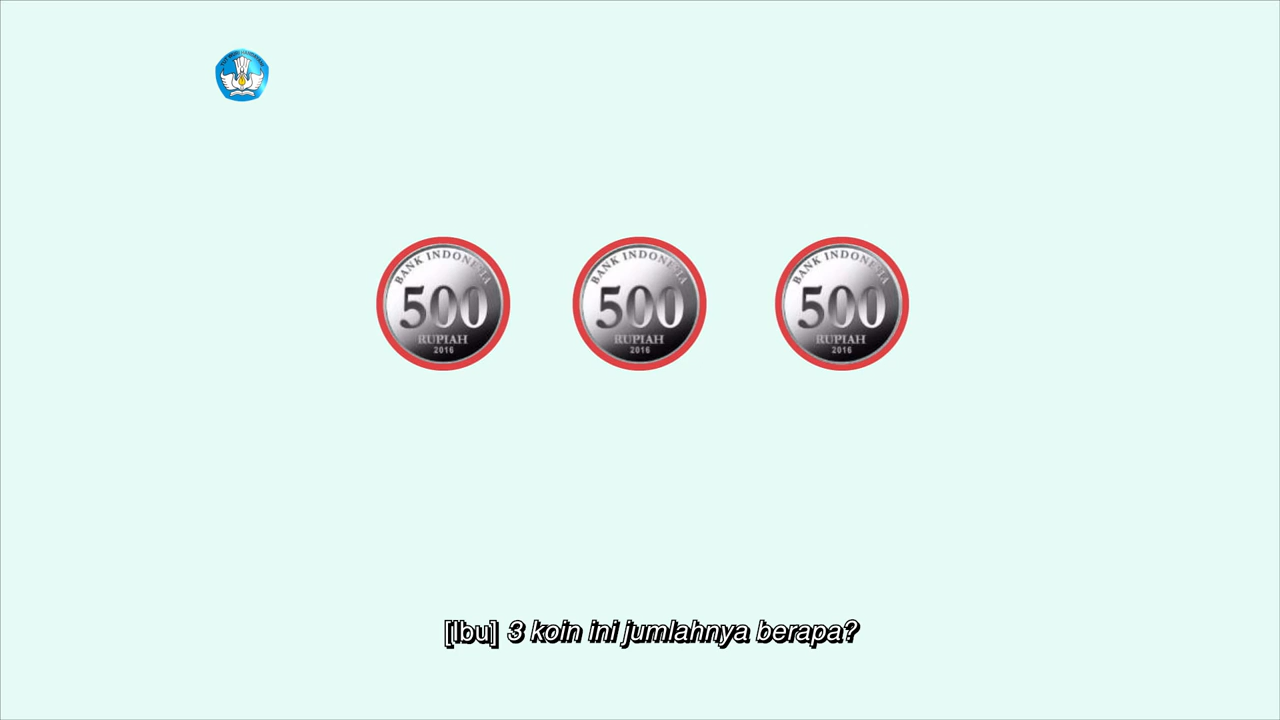 BANK INDONESIA
500
RUPIAH
2016
BANK INDONESIA
500
RUPIAH
2016
BANK INDONESIA
500
RUPIAH
2016
[Ibu] 3 koin ini jumlahnya berapa?